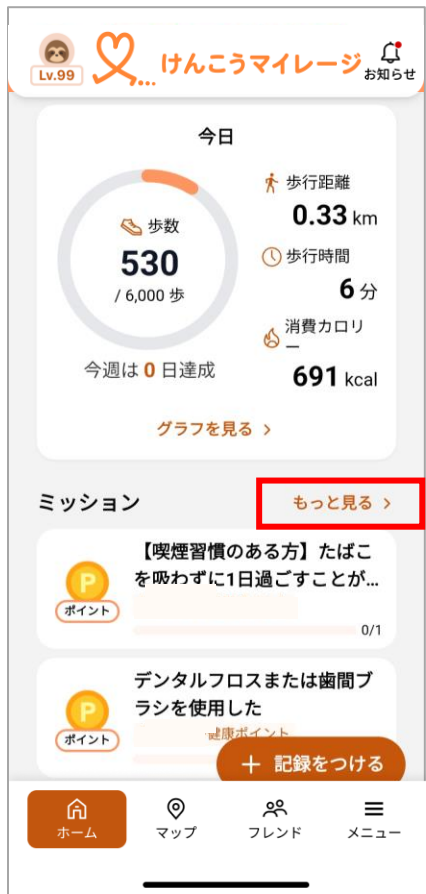 Lv.99
けんこうマイレージ
お知らせ
今日
歩数
530
/ 6,000 歩
今週は 0 日達成
歩行距離
0.33 km
歩行時間
6 分
消費カロリ
ー
691 kcal
グラフを見る >
ミッション
もっと見る >
【喫煙習慣のある方】たばこ
を吸わずに1日過ごすことが...
P
ポイント
0/1
デンタルフロスまたは歯間ブ
ラシを使用した
P
ポイント
健康ポイント
+ 記録をつける
ホーム
マップ
フレンド
メニュー